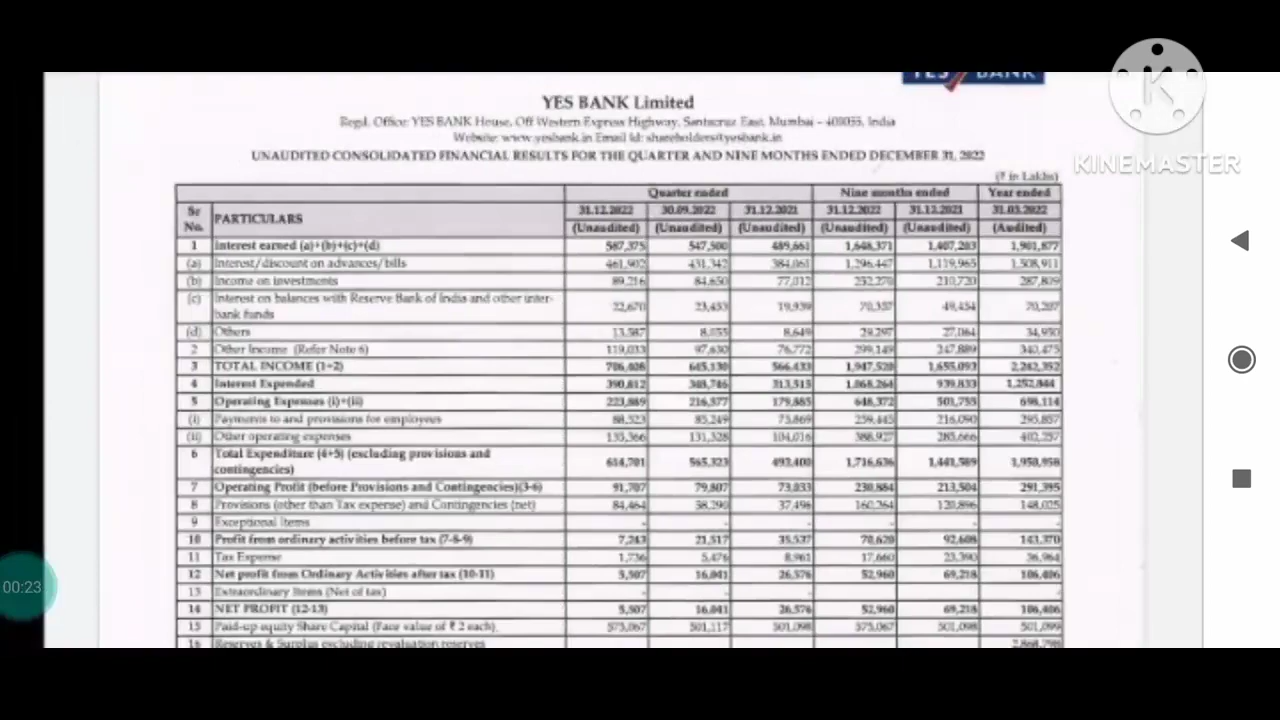 YES BANK
YES BANK Limited
Regd. Office: YES BANK House, Off Western Express Highway, Santacruz East, Mumbai - 400055, India
Website: www.yesbank.in Email Id: shareholders@yesbank.in
UNAUDITED CONSOLIDATED FINANCIAL RESULTS FOR THE QUARTER AND NINE MONTHS ENDED DECEMBER 31, 2022
KINEMASTER
(₹ in Lakhs)
Quarter ended Nine months ended Year ended
Sr No. PARTICULARS 31.12.2022 30.09.2022 31.12.2021 31.12.2022 31.12.2021 31.03.2022
(Unaudited) (Unaudited) (Unaudited) (Unaudited) (Unaudited) (Audited)
1 Interest earned (a)+(b)+(c)+(d) 587,375 547,500 489,661 1,648,371 1,407,203 1,901,877
(a) Interest/discount on advances/bills 461,902 431,342 384,061 1,296,447 1,119,965 1,508,911
(b) Income on investments 89,216 84,650 77,012 252,270 210,720 287,809
(c) Interest on balances with Reserve Bank of India and other inter-
bank funds 22,670 23,453 19,939 70,357 49,454 70,207
(d) Others 13,587 8,055 8,649 29,297 27,064 34,950
2 Other Income (Refer Note 6) 119,033 97,630 76,772 299,149 247,889 340,475
3 TOTAL INCOME (1+2) 706,408 645,130 566,433 1,947,520 1,655,093 2,242,352
4 Interest Expended 390,812 348,746 313,515 1,068,264 939,833 1,252,844
5 Operating Expenses (i)+(ii) 223,889 216,577 179,885 648,372 501,755 698,114
(i) Payments to and provisions for employees 88,523 85,249 75,869 259,445 216,090 295,857
(ii) Other operating expenses 135,366 131,328 104,016 388,927 285,666 402,257
6 Total Expenditure (4+5) (excluding provisions and
contingencies) 614,701 565,323 493,400 1,716,636 1,441,589 1,950,958
7 Operating Profit (before Provisions and Contingencies)(3-6) 91,707 79,807 73,033 230,884 213,504 291,395
8 Provisions (other than Tax expense) and Contingencies (net) 84,464 58,290 37,496 160,264 120,896 148,025
9 Exceptional Items - - - - - -
10 Profit from ordinary activities before tax (7-8-9) 7,243 21,517 35,537 70,620 92,608 143,370
11 Tax Expense 1,736 5,476 8,961 17,660 23,390 36,964
12 Net profit from Ordinary Activities after tax (10-11) 5,507 16,041 26,576 52,960 69,218 106,406
13 Extraordinary Items (Net of tax) - - - - - -
14 NET PROFIT (12-13) 5,507 16,041 26,576 52,960 69,218 106,406
15 Paid-up equity Share Capital (Face value of ₹ 2 each) 575,067 501,117 501,098 575,067 501,098 501,099
16 Reserves & Surplus excluding revaluation reserves
00:23